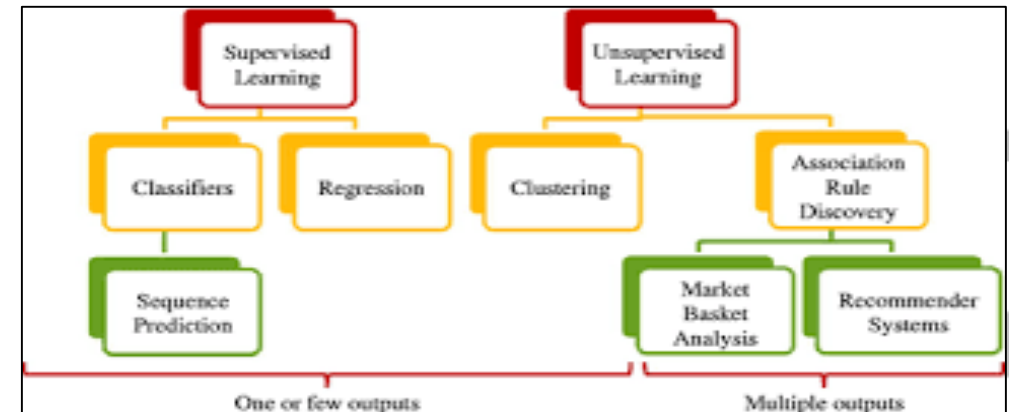 Supervised
Learning
Unsupervised
Learning
Classifiers
Regression
Clustering
Association
Rule
Discovery
Sequence
Prediction
Market
Basket
Analysis
Recommender
Systems
One or few outputs
Multiple outputs